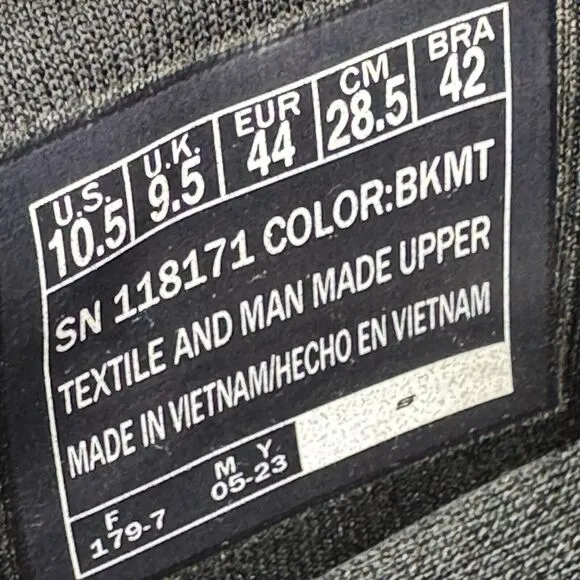 U.S. U.K. EUR CM BRA
10.5 9.5 44 28.5 42
SN 118171 COLOR:BKMT
TEXTILE AND MAN MADE UPPER
MADE IN VIETNAM/HECHO EN VIETNAM
F M Y
179-7 05-23